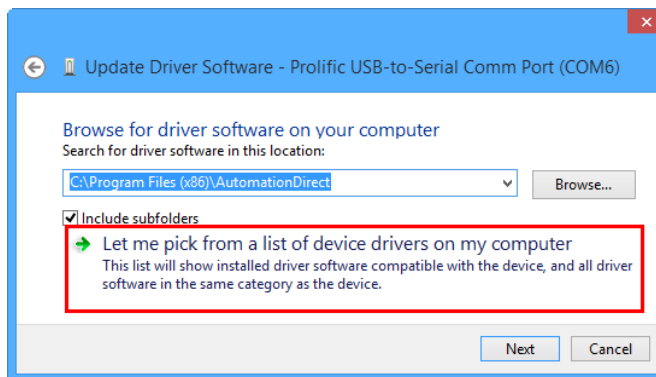 Update Driver Software - Prolific USB-to-Serial Comm Port (COM6)
Browse for driver software on your computer
Search for driver software in this location:
C:\Program Files (x86)\AutomationDirect
Browse...
Include subfolders
Let me pick from a list of device drivers on my computer
This list will show installed driver software compatible with the device, and all driver
software in the same category as the device.
Next
Cancel